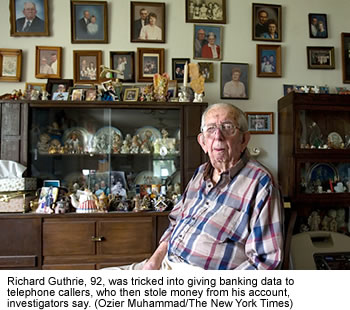 Richard Guthrie, 92, was tricked into giving banking data to
telephone callers, who then stole money from his account,
investigators say. (Ozier Muhammad/The New York Times)